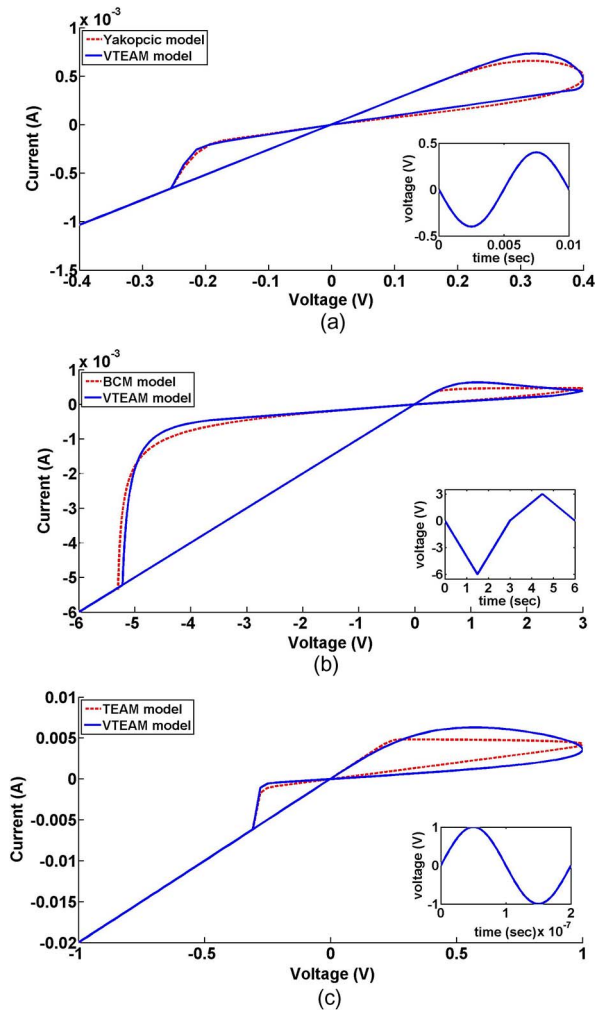 x 10⁻³
1
0.5
0
-0.5
-1
-1.5
Current (A)
Yakopcic model
VTEAM model
-0.4 -0.3 -0.2 -0.1 0 0.1 0.2 0.3 0.4
Voltage (V)
0.5
0
-0.5
voltage (V)
0 0.005 0.01
time (sec)
(a)
x 10⁻³
1
0
-1
-2
-3
-4
-5
-6
Current (A)
BCM model
VTEAM model
-6 -5 -4 -3 -2 -1 0 1 2 3
Voltage (V)
3
0
-3
-6
voltage (V)
0 1 2 3 4 5 6
time (sec)
(b)
0.01
0.005
0
-0.005
-0.01
-0.015
-0.02
Current (A)
TEAM model
VTEAM model
-1 -0.5 0 0.5 1
Voltage (V)
1
0
-1
voltage (V)
0 1 2
time (sec) x 10⁻⁷
(c)